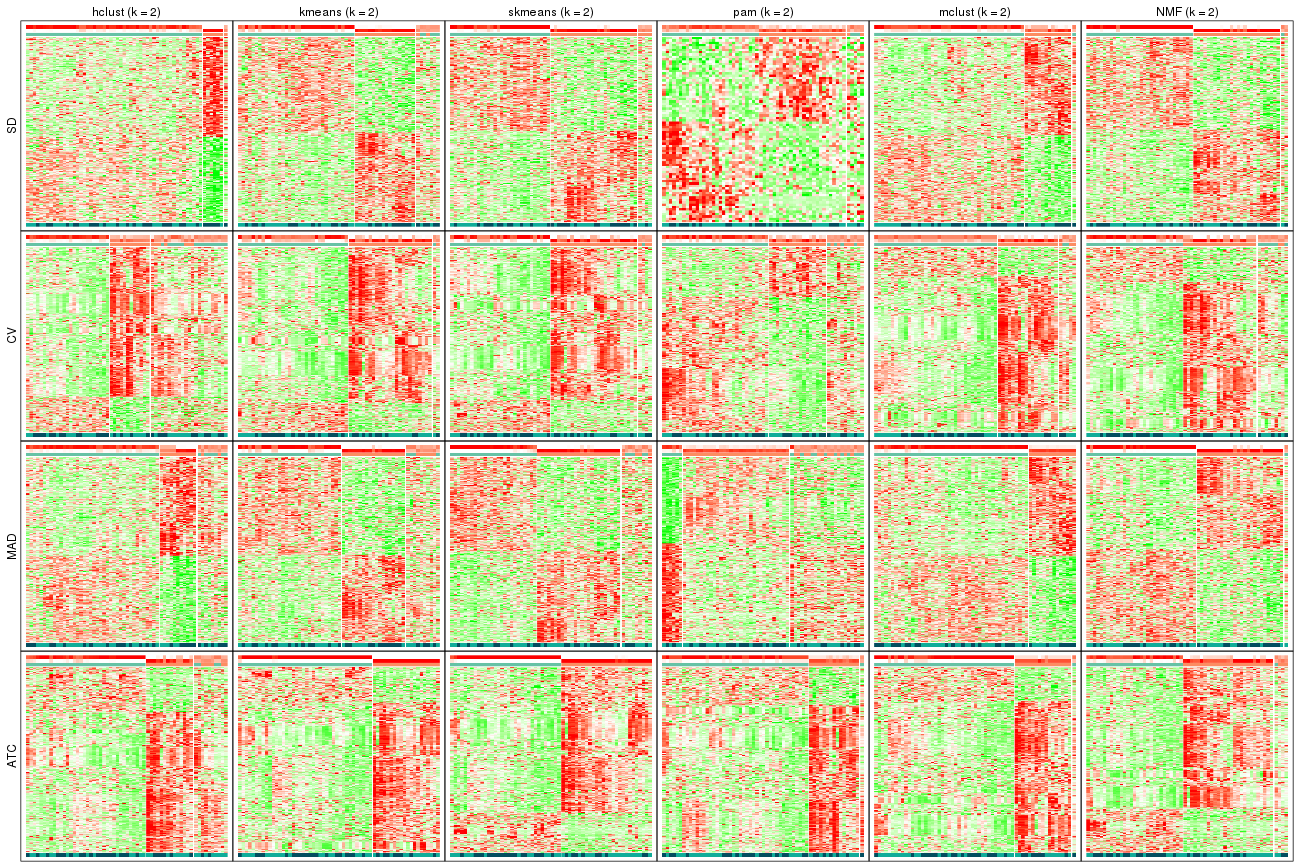 hclust (k = 2) kmeans (k = 2) skmeans (k = 2) pam (k = 2) mclust (k = 2) NMF (k = 2)
SD
CV
MAD
ATC